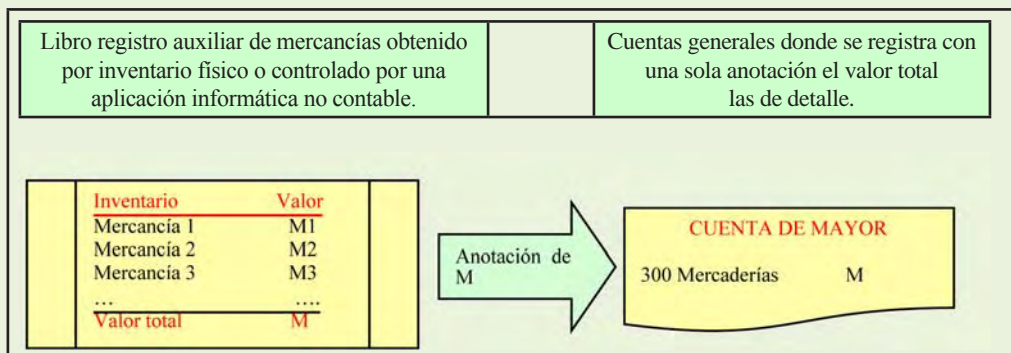 Libro registro auxiliar de mercancías obtenido
por inventario físico o controlado por una
aplicación informática no contable.
Cuentas generales donde se registra con
una sola anotación el valor total
las de detalle.
Inventario Valor
Mercancía 1 M1
Mercancía 2 M2
Mercancía 3 M3
... ....
Valor total M
Anotación de
M
CUENTA DE MAYOR
300 Mercaderías M